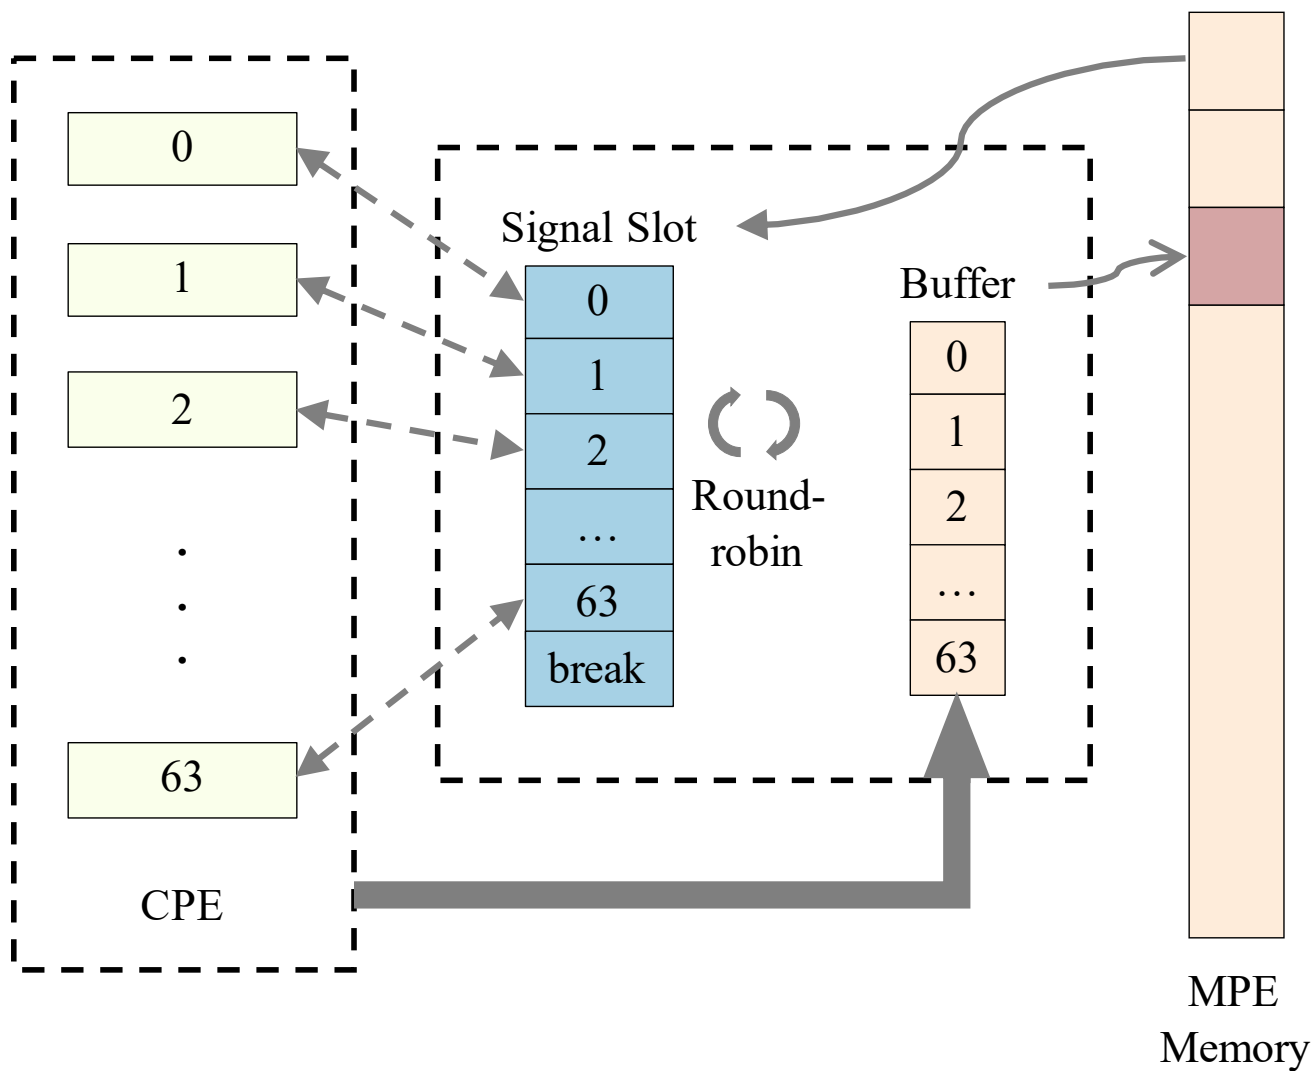 0
1
2
.
.
.
63
CPE
Signal Slot
0
1
2
...
63
break
Round-
robin
Buffer
0
1
2
...
63
MPE
Memory